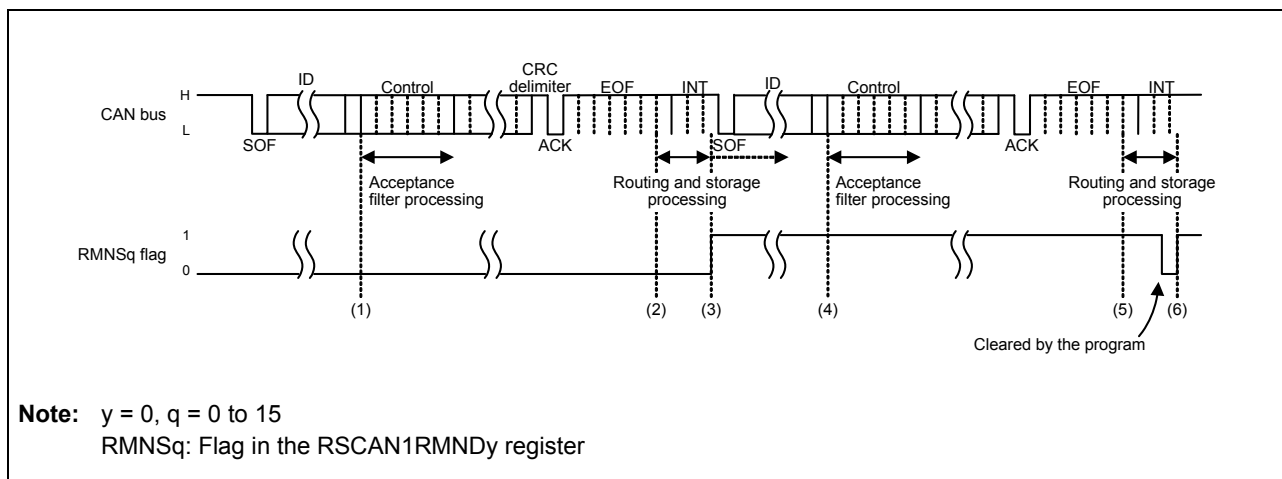 ID Control CRC delimiter EOF INT ID Control EOF INT
CAN bus H L
SOF ACK SOF ACK
Acceptance filter processing Routing and storage processing Acceptance filter processing Routing and storage processing
RMNSq flag 1 0
(1) (2) (3) (4) (5) (6)
Cleared by the program
Note: y = 0, q = 0 to 15
RMNSq: Flag in the RSCAN1RMNDy register